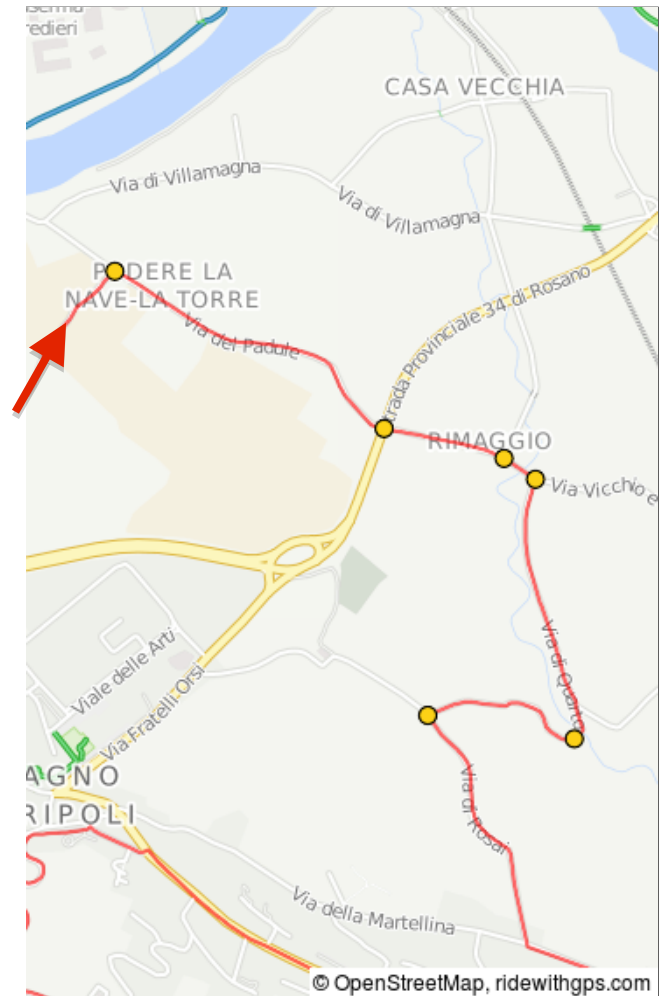 redieri
CASA VECCHIA
Via di Villamagna
Via di Villamagna
PODERE LA
NAVE-LA TORRE
Strada Provinciale 34 di Rosano
Via del Padule
RIMAGGIO
Via Vicchio e
Via di Quarto
Viale delle Arti
Via Fratelli Orsi
AGNO
RIPOLI
Via di Rosai
Via della Martellina
© OpenStreetMap, ridewithgps.com